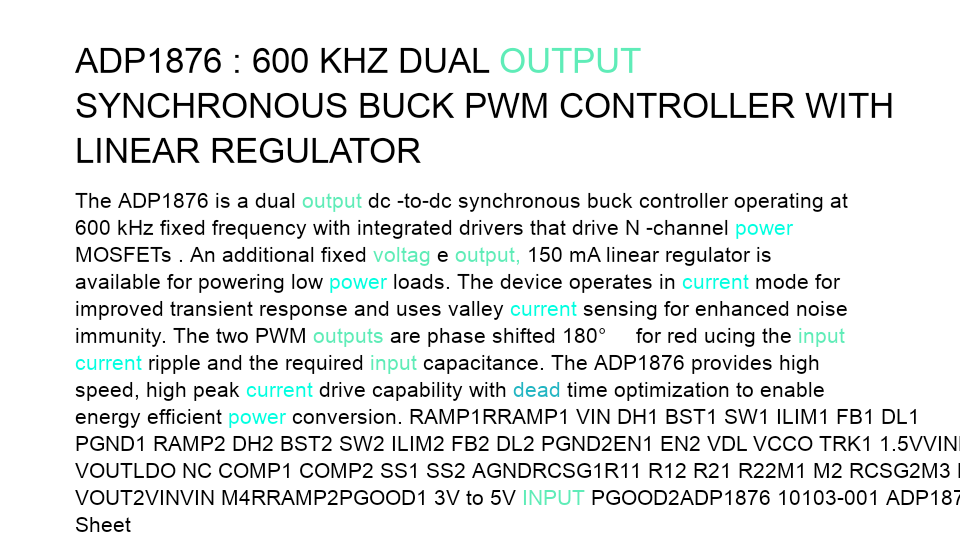 ADP1876 : 600 KHZ DUAL OUTPUT
SYNCHRONOUS BUCK PWM CONTROLLER WITH
LINEAR REGULATOR
The ADP1876 is a dual output dc -to-dc synchronous buck controller operating at
600 kHz fixed frequency with integrated drivers that drive N -channel power
MOSFETs . An additional fixed voltag e output, 150 mA linear regulator is
available for powering low power loads. The device operates in current mode for
improved transient response and uses valley current sensing for enhanced noise
immunity. The two PWM outputs are phase shifted 180° for red ucing the input
current ripple and the required input capacitance. The ADP1876 provides high
speed, high peak current drive capability with dead time optimization to enable
energy efficient power conversion. RAMP1RRAMP1 VIN DH1 BST1 SW1 ILIM1 FB1 DL1
PGND1 RAMP2 DH2 BST2 SW2 ILIM2 FB2 DL2 PGND2EN1 EN2 VDL VCCO TRK1
VOUTLDO NC COMP1 COMP2 SS1 SS2 AGNDRCSG1R11 R12 R21 R22M1 M2 RCSG2M3
VOUT2VINVIN M4RRAMP2PGOOD1 3V to 5V INPUT PGOOD2ADP1876 10103-001
Sheet